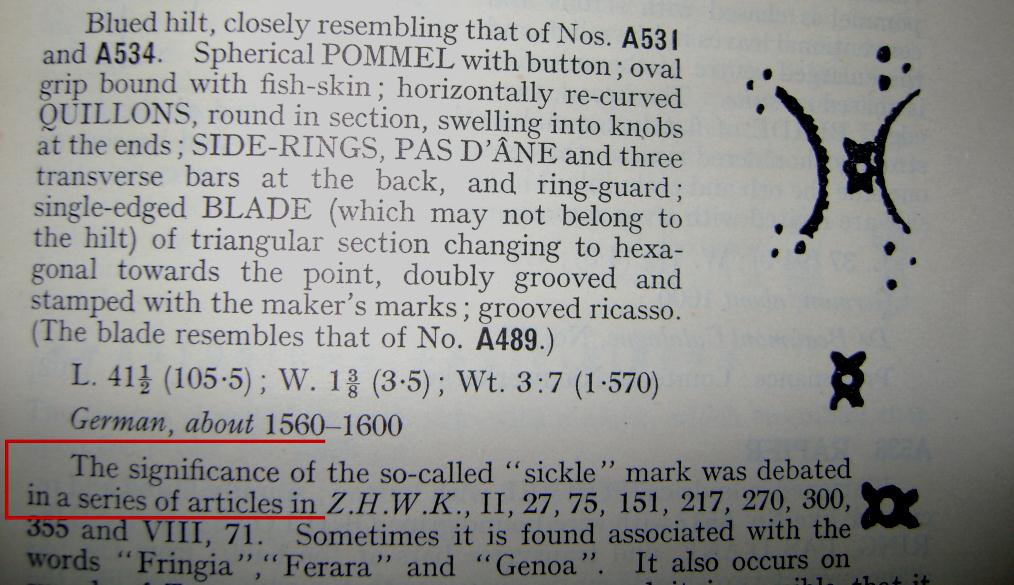 Blued hilt, closely resembling that of Nos. A531
and A534. Spherical POMMEL with button; oval
grip bound with fish-skin; horizontally re-curved
QUILLONS, round in section, swelling into knobs
at the ends; SIDE-RINGS, PAS D'ÂNE and three
transverse bars at the back, and ring-guard;
single-edged BLADE (which may not belong to
the hilt) of triangular section changing to hexa-
gonal towards the point, doubly grooved and
stamped with the maker's marks; grooved ricasso.
(The blade resembles that of No. A489.)
L. 41½ (105·5); W. 1⅜ (3·5); Wt. 3:7 (1·570)
German, about 1560–1600
The significance of the so-called "sickle" mark was debated
in a series of articles in Z.H.W.K., II, 27, 75, 151, 217, 270, 300,
355 and VIII, 71. Sometimes it is found associated with the
words "Fringia", "Ferara" and "Genoa". It also occurs on